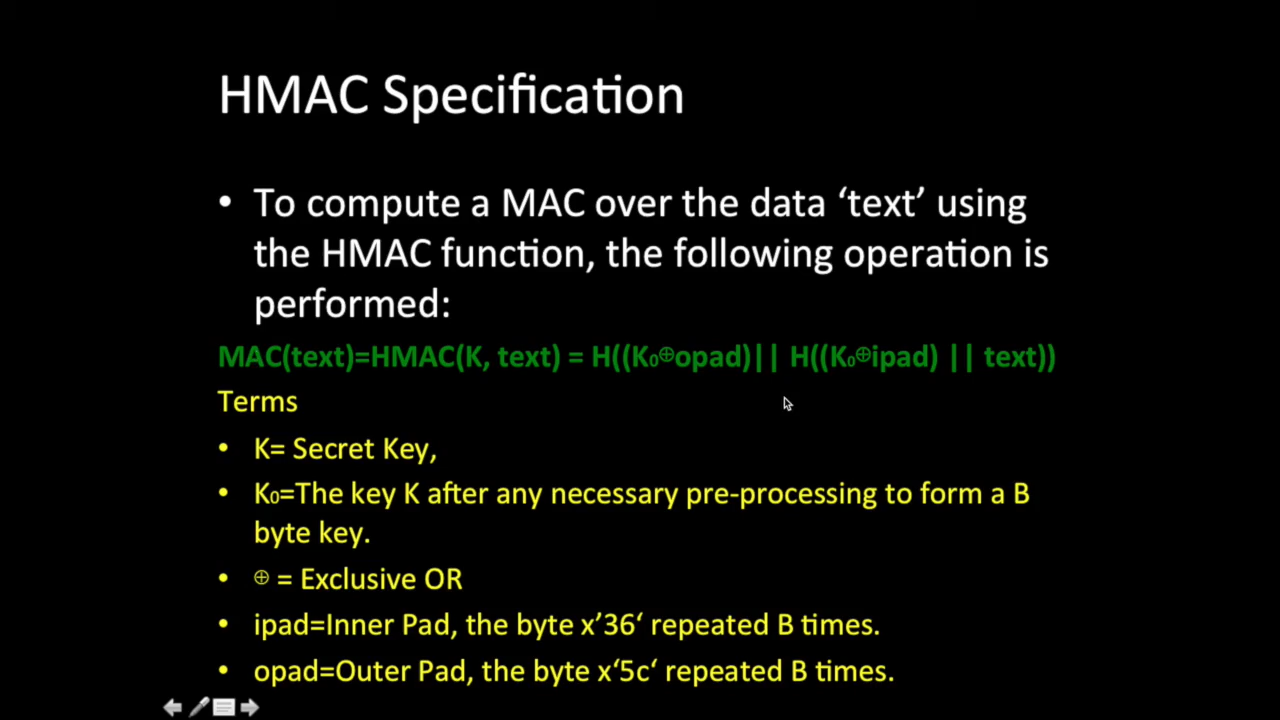 HMAC Specification
• To compute a MAC over the data ‘text’ using
the HMAC function, the following operation is
performed:
MAC(text)=HMAC(K, text) = H((K₀⊕opad)|| H((K₀⊕ipad) || text))
Terms
• K= Secret Key,
• K₀=The key K after any necessary pre-processing to form a B
byte key.
• ⊕ = Exclusive OR
• ipad=Inner Pad, the byte x’36‘ repeated B times.
• opad=Outer Pad, the byte x‘5c‘ repeated B times.